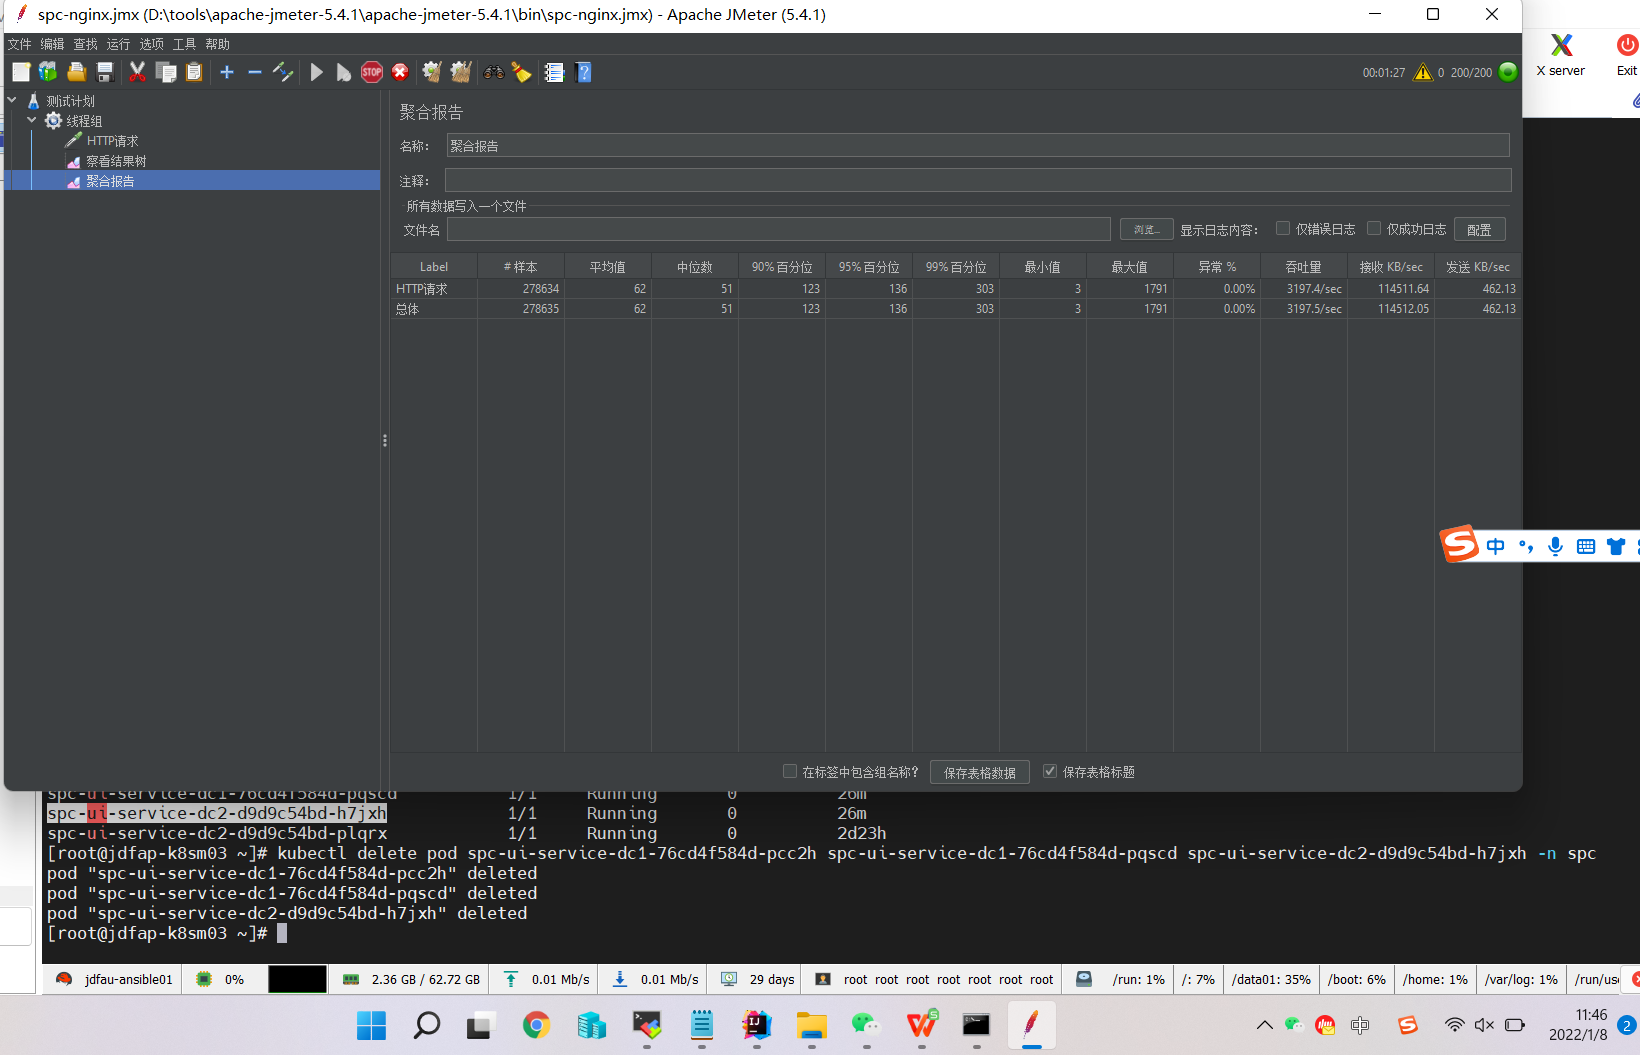 spc-nginx.jmx (D:\tools\apache-jmeter-5.4.1\apache-jmeter-5.4.1\bin\spc-nginx.jmx) - Apache JMeter (5.4.1)
文件 编辑 查找 运行 选项 工具 帮助
STOP
00:01:27 0 200/200
X server
Exit
测试计划
线程组
HTTP请求
察看结果树
聚合报告
聚合报告
名称： 聚合报告
注释：
所有数据写入一个文件
文件名 浏览... 显示日志内容： 仅错误日志 仅成功日志 配置
Label # 样本 平均值 中位数 90% 百分位 95% 百分位 99% 百分位 最小值 最大值 异常 % 吞吐量 接收 KB/sec 发送 KB/sec
HTTP请求 278634 62 51 123 136 303 3 1791 0.00% 3197.4/sec 114511.64 462.13
总体 278635 62 51 123 136 303 3 1791 0.00% 3197.5/sec 114512.05 462.13
中
在标签中包含组名称？ 保存表格数据 保存表格标题
spc-ui-service-dc1-76cd4f584d-pqscd 1/1 Running 0 26m
spc-ui-service-dc2-d9d9c54bd-h7jxh 1/1 Running 0 26m
spc-ui-service-dc2-d9d9c54bd-plqrx 1/1 Running 0 2d23h
[root@jdfap-k8sm03 ~]# kubectl delete pod spc-ui-service-dc1-76cd4f584d-pcc2h spc-ui-service-dc1-76cd4f584d-pqscd spc-ui-service-dc2-d9d9c54bd-h7jxh -n spc
pod "spc-ui-service-dc1-76cd4f584d-pcc2h" deleted
pod "spc-ui-service-dc1-76cd4f584d-pqscd" deleted
pod "spc-ui-service-dc2-d9d9c54bd-h7jxh" deleted
[root@jdfap-k8sm03 ~]#
jdfau-ansible01 0% 2.36 GB / 62.72 GB 0.01 Mb/s 0.01 Mb/s 29 days root root root root root root root /run: 1% /: 7% /data01: 35% /boot: 6% /home: 1% /var/log: 1% /run/us
中 11:46
2022/1/8 2